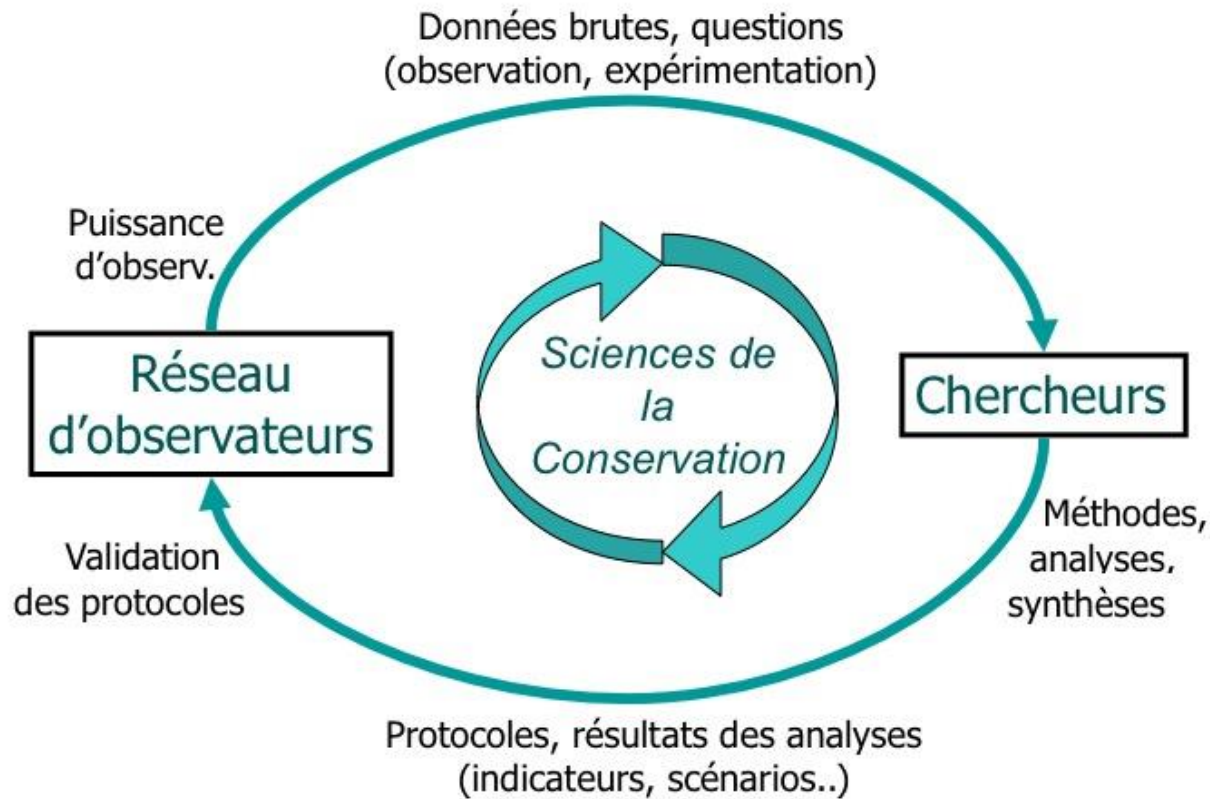 Données brutes, questions
(observation, expérimentation)
Puissance
d'observ.
Réseau
d'observateurs
Sciences de
la
Conservation
Chercheurs
Validation
des protocoles
Méthodes,
analyses,
synthèses
Protocoles, résultats des analyses
(indicateurs, scénarios..)